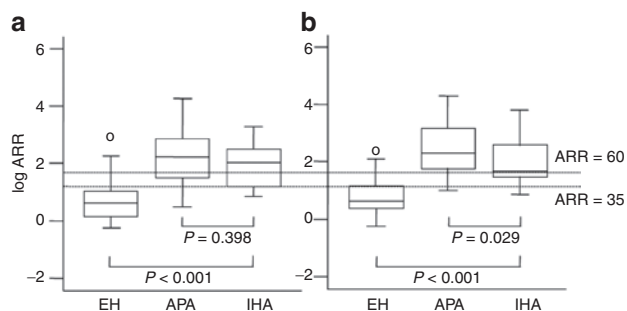 a
b
log ARR
6
4
2
0
−2
P = 0.398
P < 0.001
EH APA IHA
6
4
2
0
−2
ARR = 60
ARR = 35
P = 0.029
P < 0.001
EH APA IHA